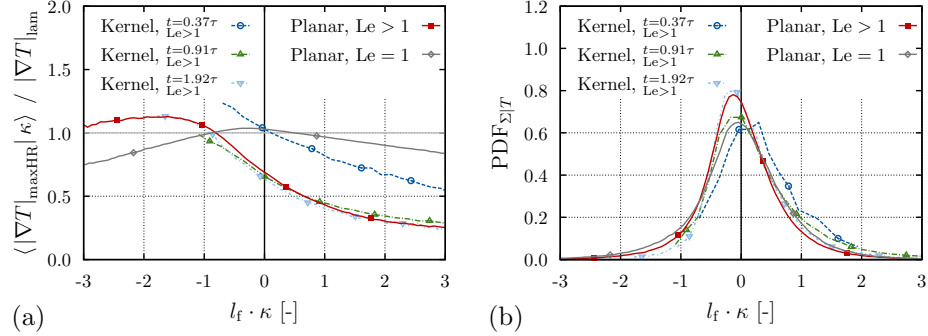 Kernel, t=0.37τ Le>1
Kernel, t=0.91τ Le>1
Kernel, t=1.92τ Le>1
Planar, Le > 1
Planar, Le = 1
2.0
1.5
1.0
0.5
0.0
-3 -2 -1 0 1 2 3
⟨|∇T|maxHR|κ⟩ / |∇T|lam
(a) lf · κ [-]
Kernel, t=0.37τ Le>1
Kernel, t=0.91τ Le>1
Kernel, t=1.92τ Le>1
Planar, Le > 1
Planar, Le = 1
1.2
1.0
0.8
0.6
0.4
0.2
0.0
-3 -2 -1 0 1 2 3
PDFΣ|T
(b) lf · κ [-]